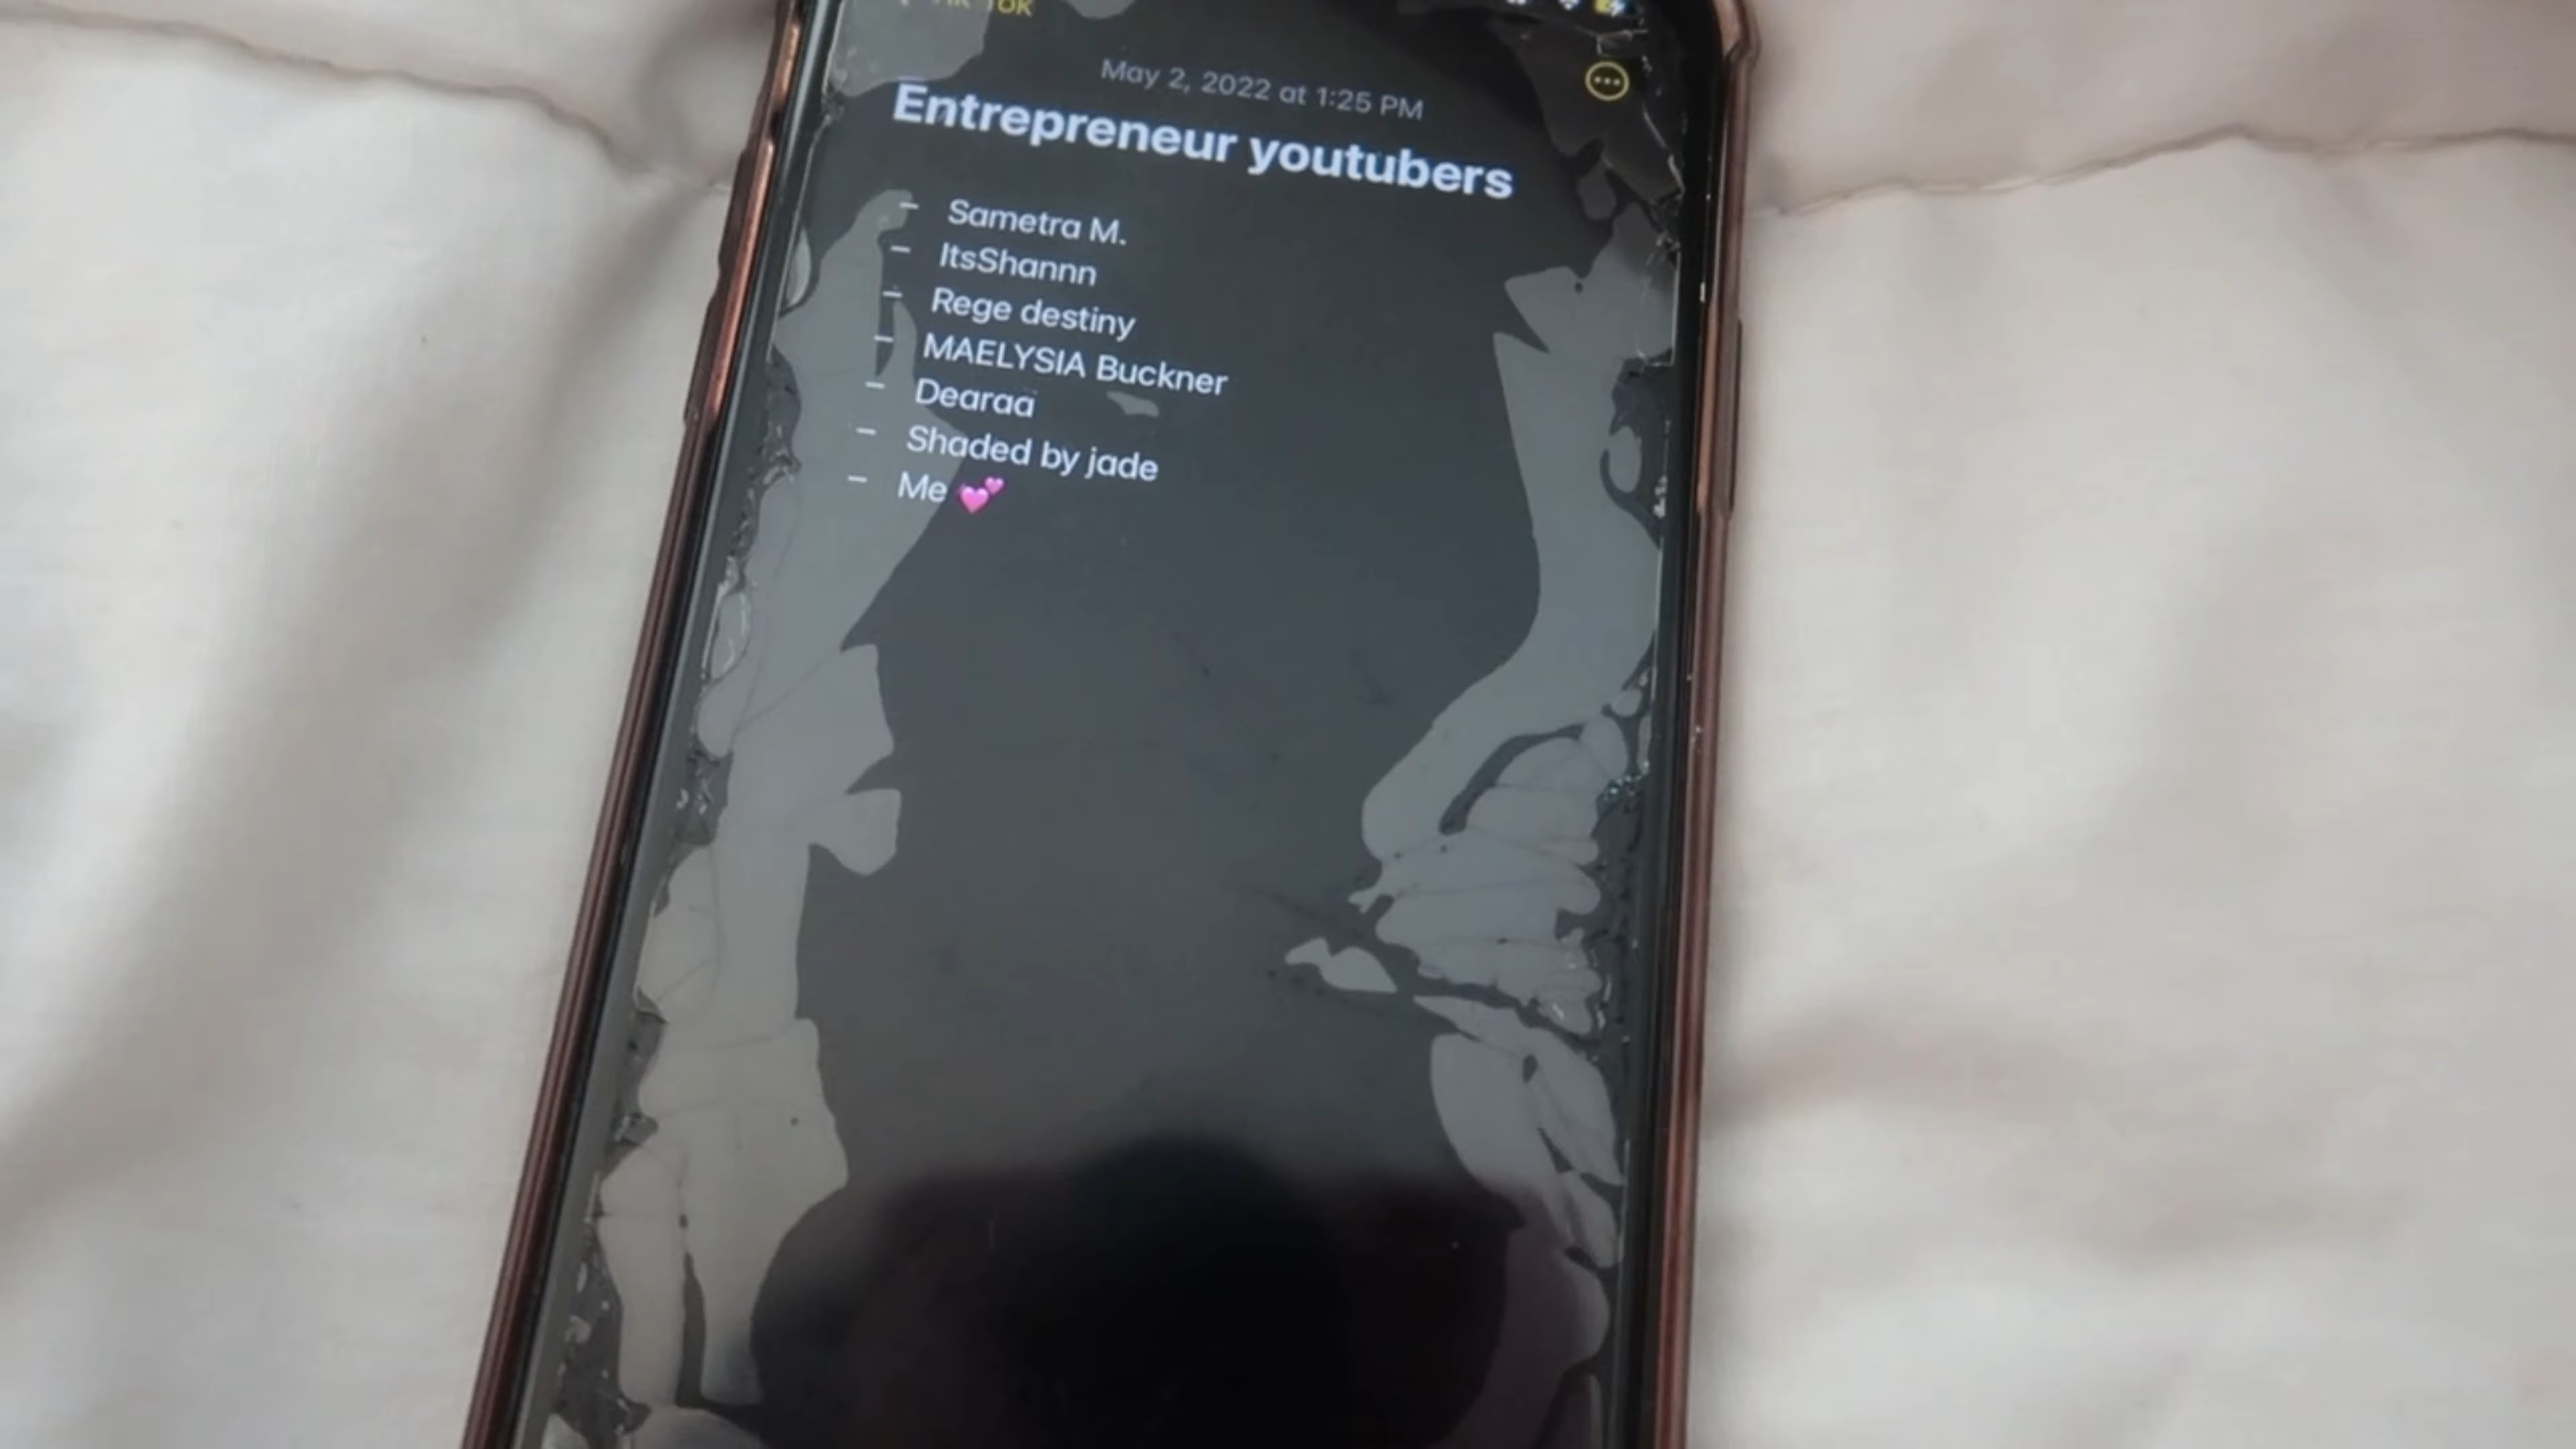 May 2, 2022 at 1:25 PM
Entrepreneur youtubers
– Sametra M.
– ItsShannn
– Rege destiny
– MAELYSIA Buckner
– Dearaa
– Shaded by jade
– Me 💕